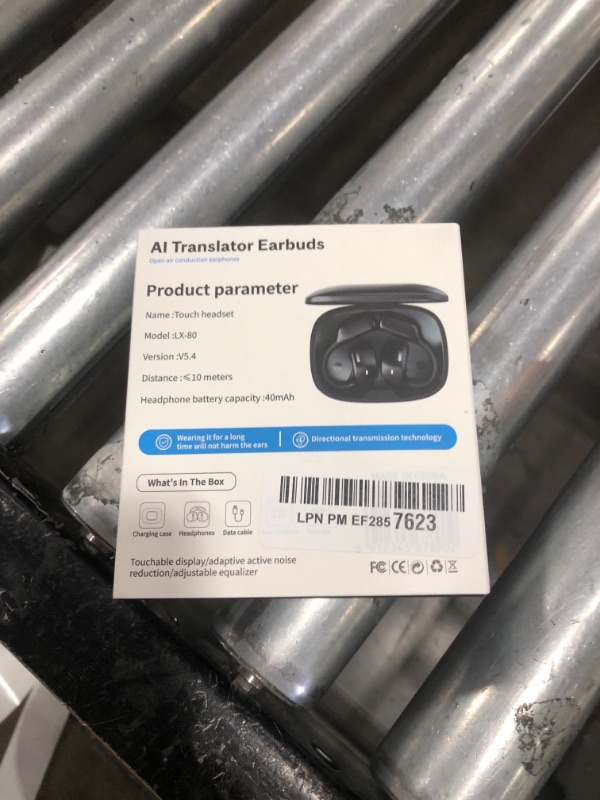 AI Translator Earbuds
Open air conduction earphones
Product parameter
Name :Touch headset
Model :LX-80
Version :V5.4
Distance :≤10 meters
Headphone battery capacity :40mAh
Wearing it for a long
time will not harm the ears
Directional transmission technology
What's In The Box
Charging case
Headphones
Data cable
LPN PM EF285 7623
Touchable display/adaptive active noise
reduction/adjustable equalizer
FC CE